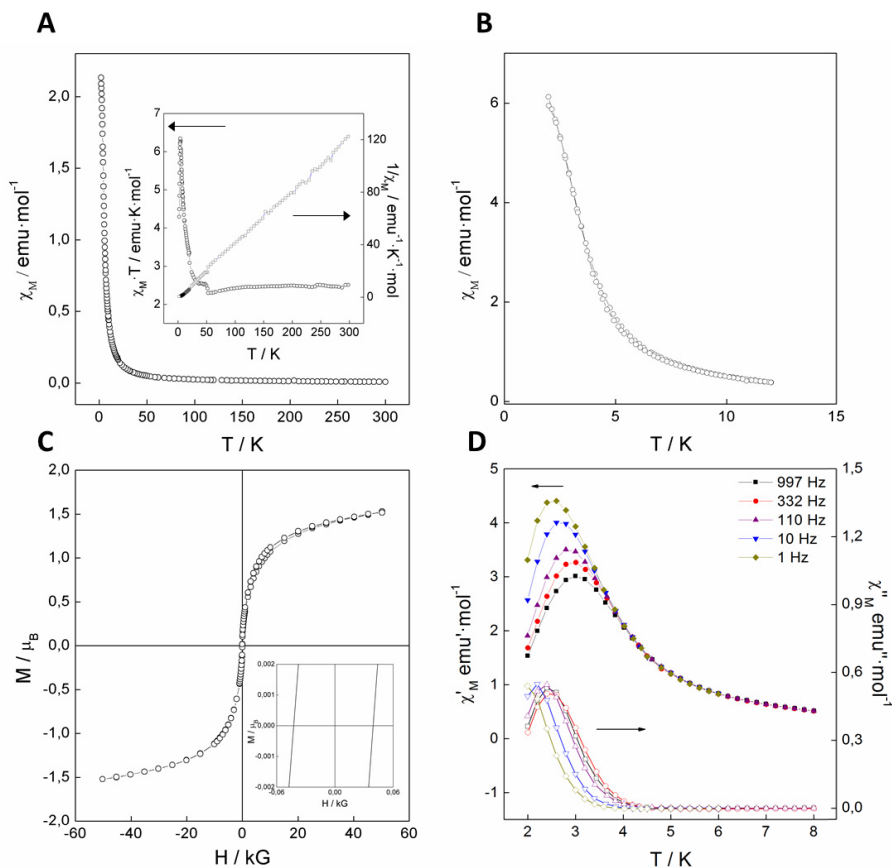 A
2,0
1,5
1,0
0,5
0,0
χM / emu·mol-1
0 50 100 150 200 250 300
T / K
7
6
5
4
3
2
χM·T / emu·K·mol-1
120
80
40
0
1/χM / emu-1·K-1·mol
0 50 100 150 200 250 300
T / K
B
6
4
2
0
χM / emu·mol-1
0 5 10 15
T / K
C
2,0
1,5
1,0
0,5
0,0
-0,5
-1,0
-1,5
-2,0
M / μB
-60 -40 -20 0 20 40 60
H / kG
0,002
0,001
0,000
-0,001
-0,002
M / μB
-0,06 0,00 0,06
H / kG
D
5
4
3
2
1
0
-1
χ'M emu'·mol-1
997 Hz
332 Hz
110 Hz
10 Hz
1 Hz
1,5
1,2
0,9
0,6
0,3
0,0
χ''M emu''·mol-1
2 3 4 5 6 7 8
T / K